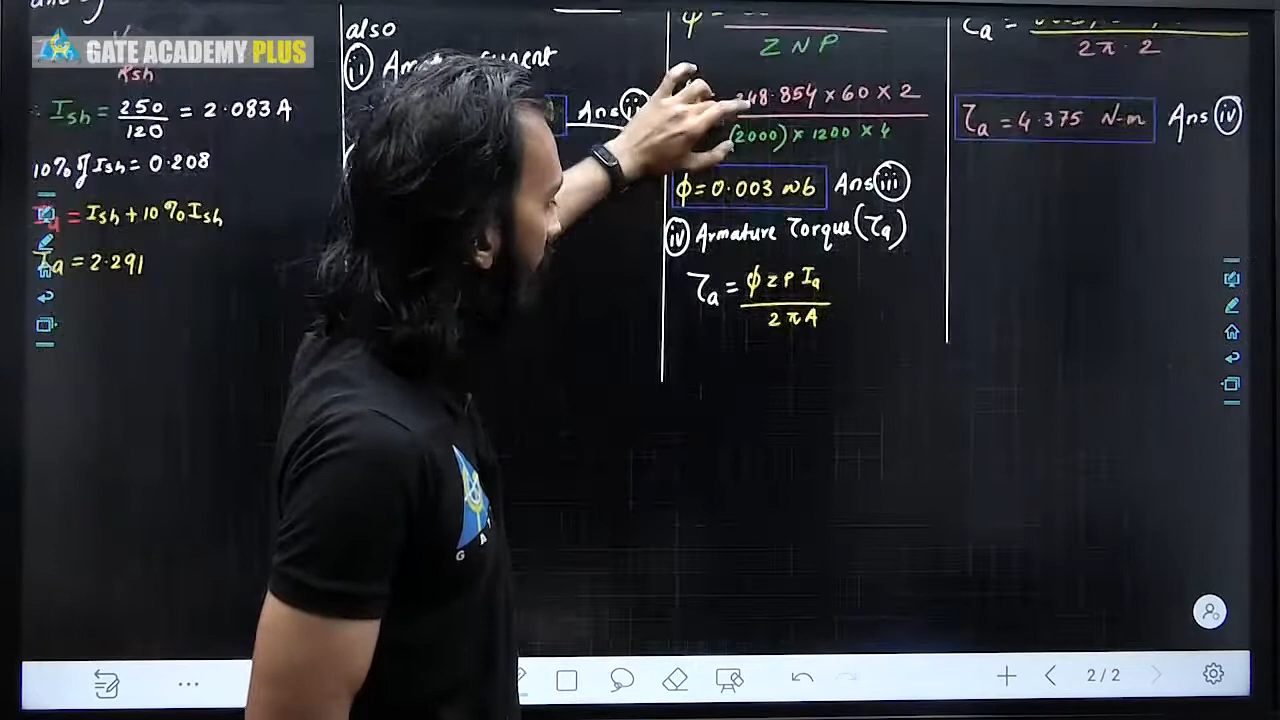 GATE ACADEMY PLUS
Rsh
∴ Ish = 250/120 = 2.083 A
10% of Ish = 0.208
= Ish + 10% Ish
Ia = 2.291
also
(ii)
Ans (ii)
φ =
Z N P
248.854 × 60 × 2
(2000) × 1200 × 4
φ = 0.003 wb Ans (iii)
(iv) Armature Torque (τa)
τa = φ Z P Ia / 2 π A
τa =
2π · 2
τa = 4.375 N-m Ans (iv)
G A
2/2